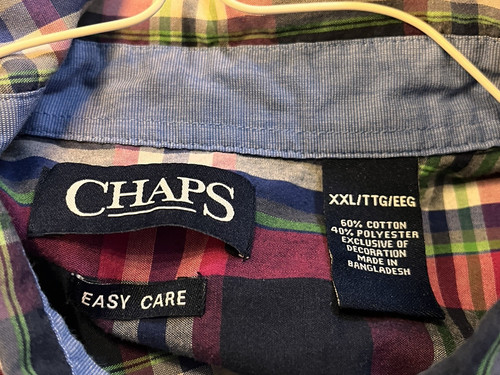 CHAPS
EASY CARE
XXL/TTG/EEG
60% COTTON
40% POLYESTER
EXCLUSIVE OF
DECORATION
MADE IN
BANGLADESH